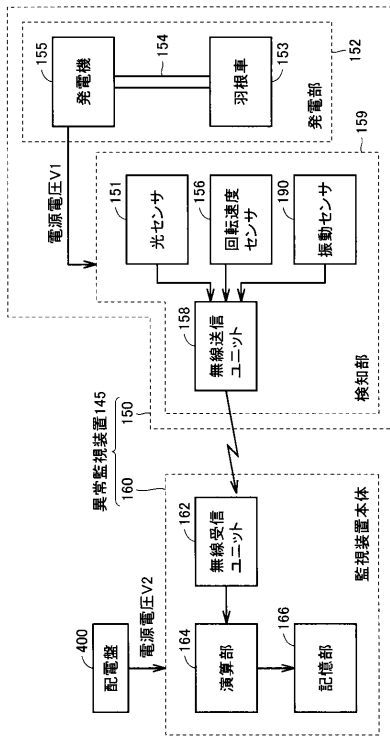 異常監視装置145
160
150
配電盤
400
電源電圧V2
演算部
164
記憶部
166
無線受信
ユニット
162
監視装置本体
発電機
155
154
羽根車
153
発電部
152
電源電圧V1
光センサ
151
回転速度
センサ
156
振動センサ
190
無線送信
ユニット
158
検知部
159